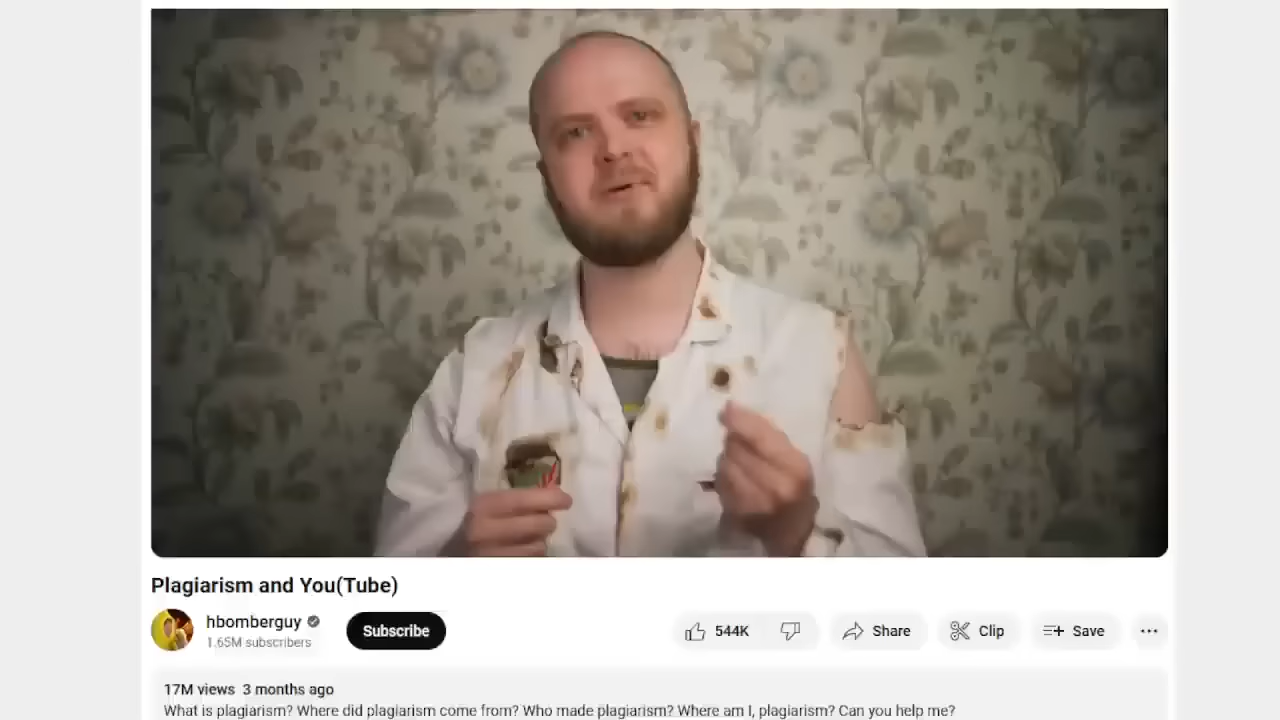 Plagiarism and You(Tube)
hbomberguy
1.65M subscribers
Subscribe
544K
Share
Clip
Save
17M views 3 months ago
What is plagiarism? Where did plagiarism come from? Who made plagiarism? Where am I, plagiarism? Can you help me?